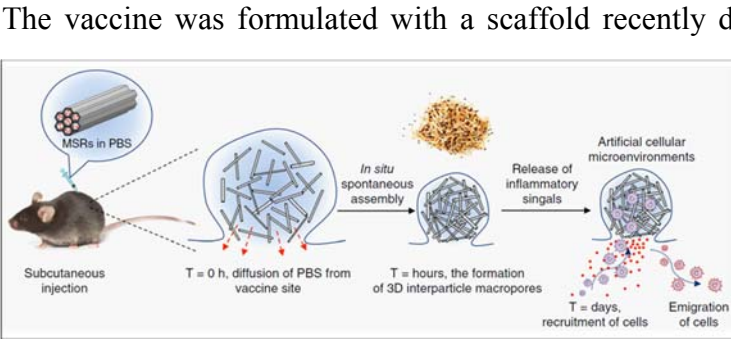 The vaccine was formulated with a scaffold recently d
MSRs in PBS
In situ
spontaneous
assembly
Release of
inflammatory
singals
Artificial cellular
microenvironments
Subcutaneous
injection
T = 0 h, diffusion of PBS from
vaccine site
T = hours, the formation
of 3D interparticle macropores
T = days,
recruitment of cells
Emigration
of cells